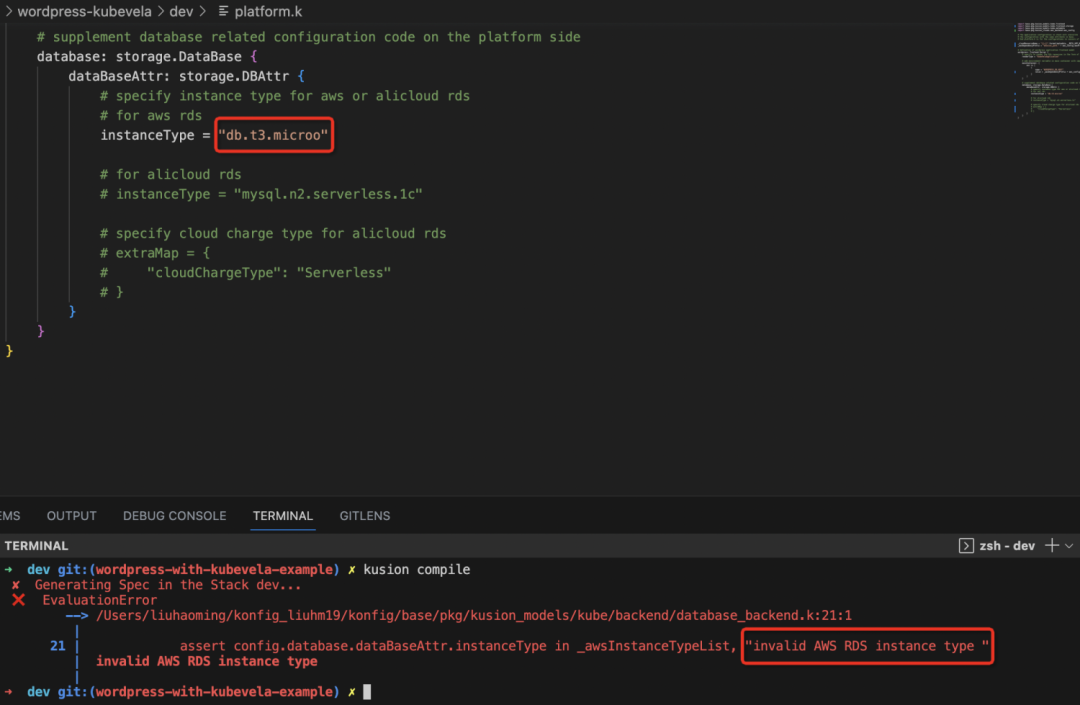 > wordpress-kubevela > dev > platform.k
# supplement database related configuration code on the platform side
database: storage.DataBase {
dataBaseAttr: storage.DBAttr {
# specify instance type for aws or alicloud rds
# for aws rds
instanceType = "db.t3.microo"
# for alicloud rds
# instanceType = "mysql.n2.serverless.1c"
# specify cloud charge type for alicloud rds
# extraMap = {
# "cloudChargeType": "Serverless"
# }
}
}
}
EMS OUTPUT DEBUG CONSOLE TERMINAL GITLENS
TERMINAL zsh - dev
→ dev git:(wordpress-with-kubevela-example) ✗ kusion compile
✘ Generating Spec in the Stack dev...
❌ EvaluationError
--> /Users/liuhaoming/konfig_liuhm19/konfig/base/pkg/kusion_models/kube/backend/database_backend.k:21:1
|
21 | assert config.database.dataBaseAttr.instanceType in _awsInstanceTypeList, "invalid AWS RDS instance type "
| invalid AWS RDS instance type
|
→ dev git:(wordpress-with-kubevela-example) ✗